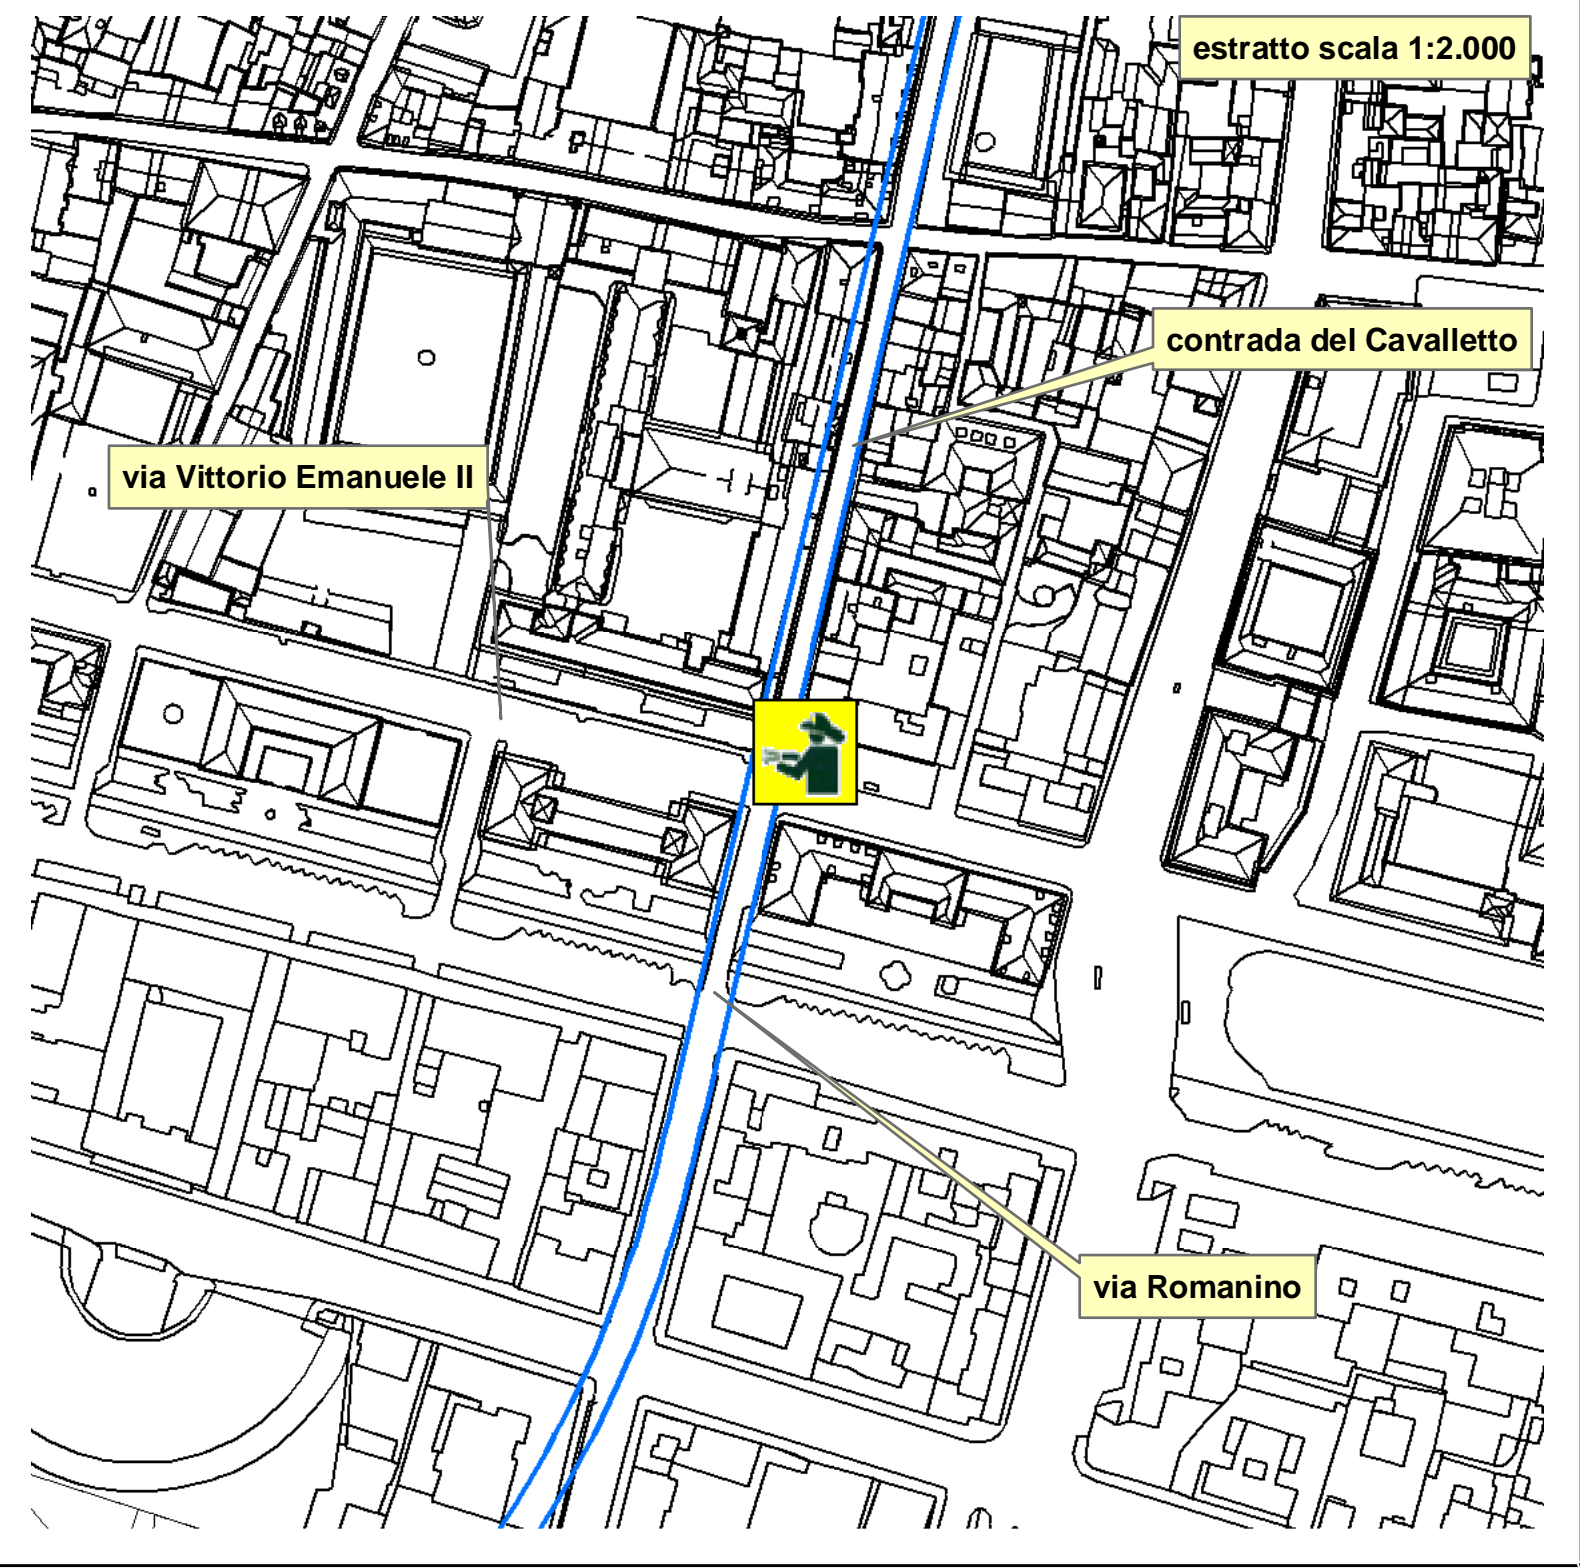 estratto scala 1:2.000
contrada del Cavalletto
via Vittorio Emanuele II
via Romanino